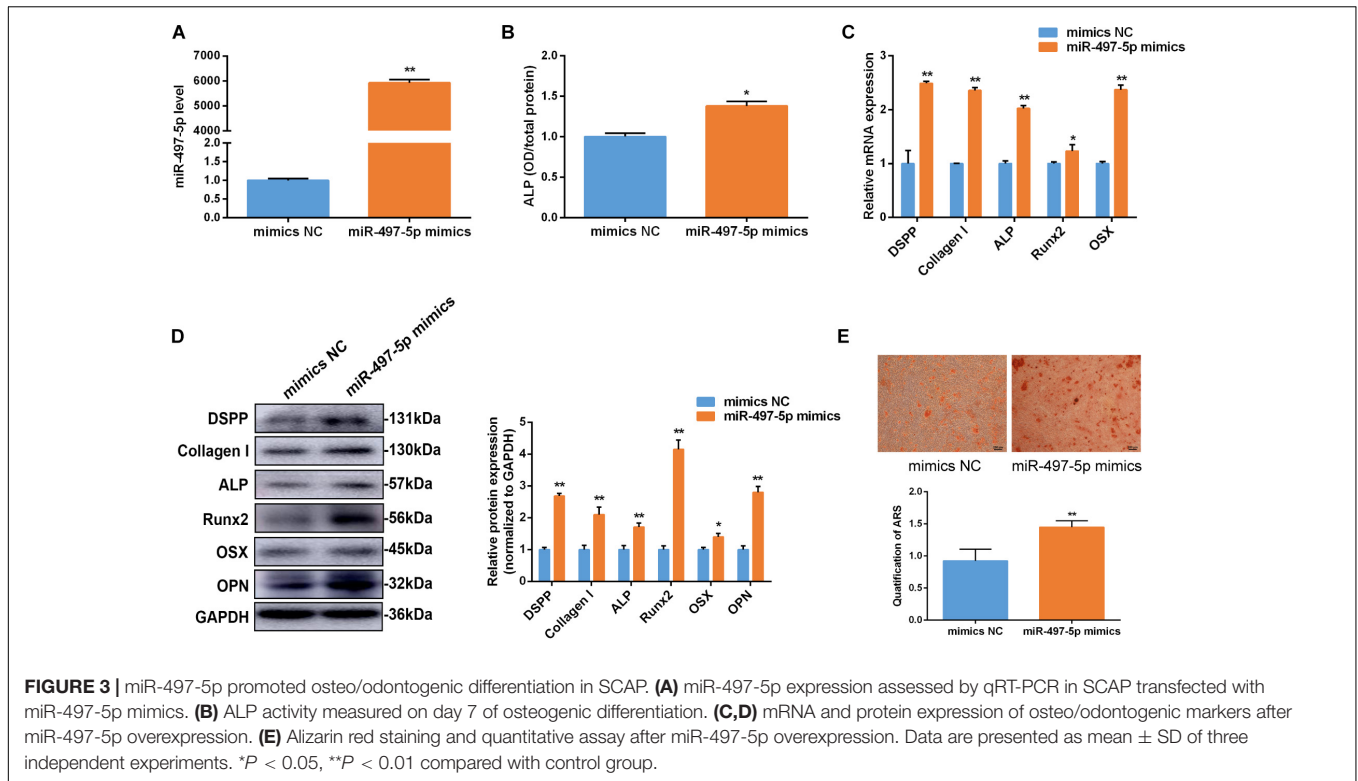 A
miR-497-5p level
7000
6000
5000
4000
2.0
1.5
1.0
0.5
0.0
**
mimics NC
miR-497-5p mimics
B
ALP (OD/total protein)
2.0
1.5
1.0
0.5
0.0
*
mimics NC
miR-497-5p mimics
C
mimics NC
miR-497-5p mimics
Relative mRNA expression
3
2
1
0
** ** ** * **
DSPP
Collagen I
ALP
Runx2
OSX
D
mimics NC
miR-497-5p mimics
DSPP -131kDa
Collagen I -130kDa
ALP -57kDa
Runx2 -56kDa
OSX -45kDa
OPN -32kDa
GAPDH -36kDa
mimics NC
miR-497-5p mimics
Relative protein expression
(normalized to GAPDH)
5
4
3
2
1
0
** ** ** ** * **
DSPP
Collagen I
ALP
Runx2
OSX
OPN
E
mimics NC
miR-497-5p mimics
Quatification of ARS
2.0
1.5
1.0
0.5
0.0
**
mimics NC
miR-497-5p mimics
FIGURE 3 | miR-497-5p promoted osteo/odontogenic differentiation in SCAP. (A) miR-497-5p expression assessed by qRT-PCR in SCAP transfected with
miR-497-5p mimics. (B) ALP activity measured on day 7 of osteogenic differentiation. (C,D) mRNA and protein expression of osteo/odontogenic markers after
miR-497-5p overexpression. (E) Alizarin red staining and quantitative assay after miR-497-5p overexpression. Data are presented as mean ± SD of three
independent experiments. *P < 0.05, **P < 0.01 compared with control group.